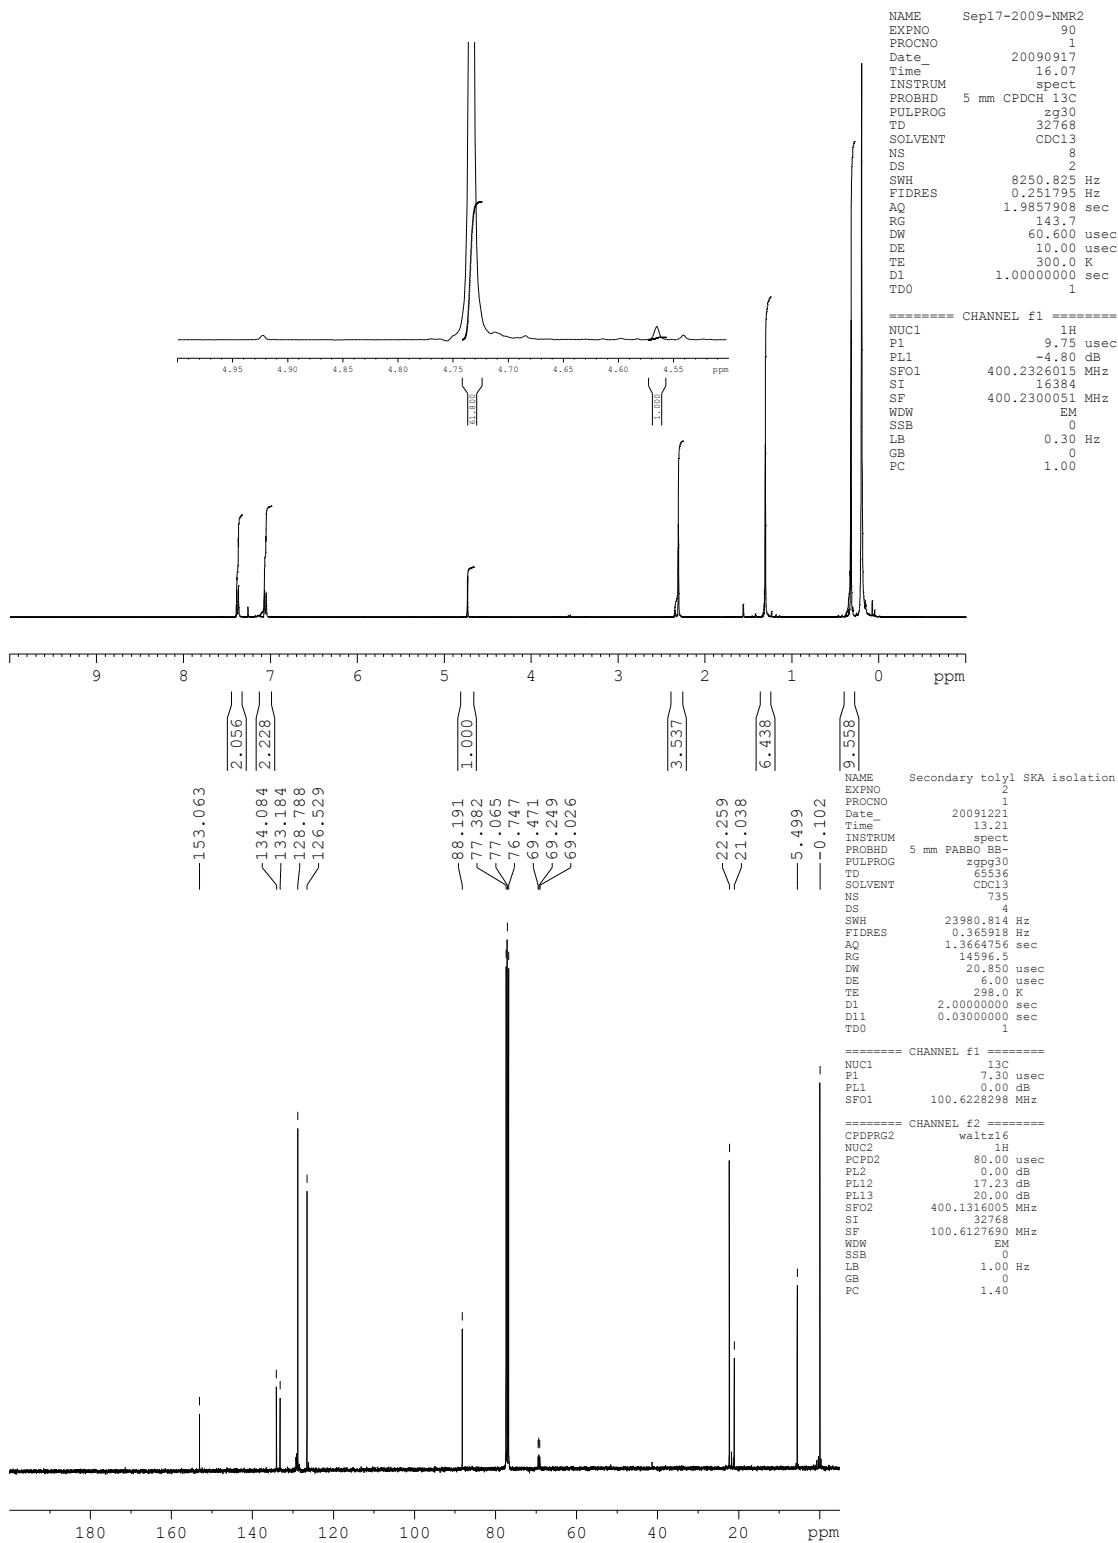 NAME Sep17-2009-NMR2
EXPNO 90
PROCNO 1
Date_ 20090917
Time 16.07
INSTRUM spect
PROBHD 5 mm CPDCH 13C
PULPROG zg30
TD 32768
SOLVENT CDCl3
NS 8
DS 2
SWH 8250.825 Hz
FIDRES 0.251795 Hz
AQ 1.9857908 sec
RG 143.7
DW 60.600 usec
DE 10.00 usec
TE 300.0 K
D1 1.00000000 sec
TD0 1
======== CHANNEL f1 ========
NUC1 1H
P1 9.75 usec
PL1 -4.80 dB
SFO1 400.2326015 MHz
SI 16384
SF 400.2300051 MHz
WDW EM
SSB 0
LB 0.30 Hz
GB 0
PC 1.00
4.95 4.90 4.85 4.80 4.75 4.70 4.65 4.60 4.55 ppm
61.800 1.000
9 8 7 6 5 4 3 2 1 0 ppm
2.056 2.228 1.000 3.537 6.438 9.558
153.063 134.084 133.184 128.788 126.529 88.191 77.382 77.065 76.747 69.471 69.249 69.026 22.259 21.038 5.499 -0.102
NAME Secondary tolyl SKA isolation
EXPNO 2
PROCNO 1
Date_ 20091221
Time 13.21
INSTRUM spect
PROBHD 5 mm PABBO BB-
PULPROG zgpg30
TD 65536
SOLVENT CDCl3
NS 735
DS 4
SWH 23980.814 Hz
FIDRES 0.365918 Hz
AQ 1.3664756 sec
RG 14596.5
DW 20.850 usec
DE 6.00 usec
TE 298.0 K
D1 2.00000000 sec
D11 0.03000000 sec
TD0 1
======== CHANNEL f1 ========
NUC1 13C
P1 7.30 usec
PL1 0.00 dB
SFO1 100.6228298 MHz
======== CHANNEL f2 ========
CPDPRG2 waltz16
NUC2 1H
PCPD2 80.00 usec
PL2 0.00 dB
PL12 17.23 dB
PL13 20.00 dB
SFO2 400.1316005 MHz
SI 32768
SF 100.6127690 MHz
WDW EM
SSB 0
LB 1.00 Hz
GB 0
PC 1.40
180 160 140 120 100 80 60 40 20 ppm